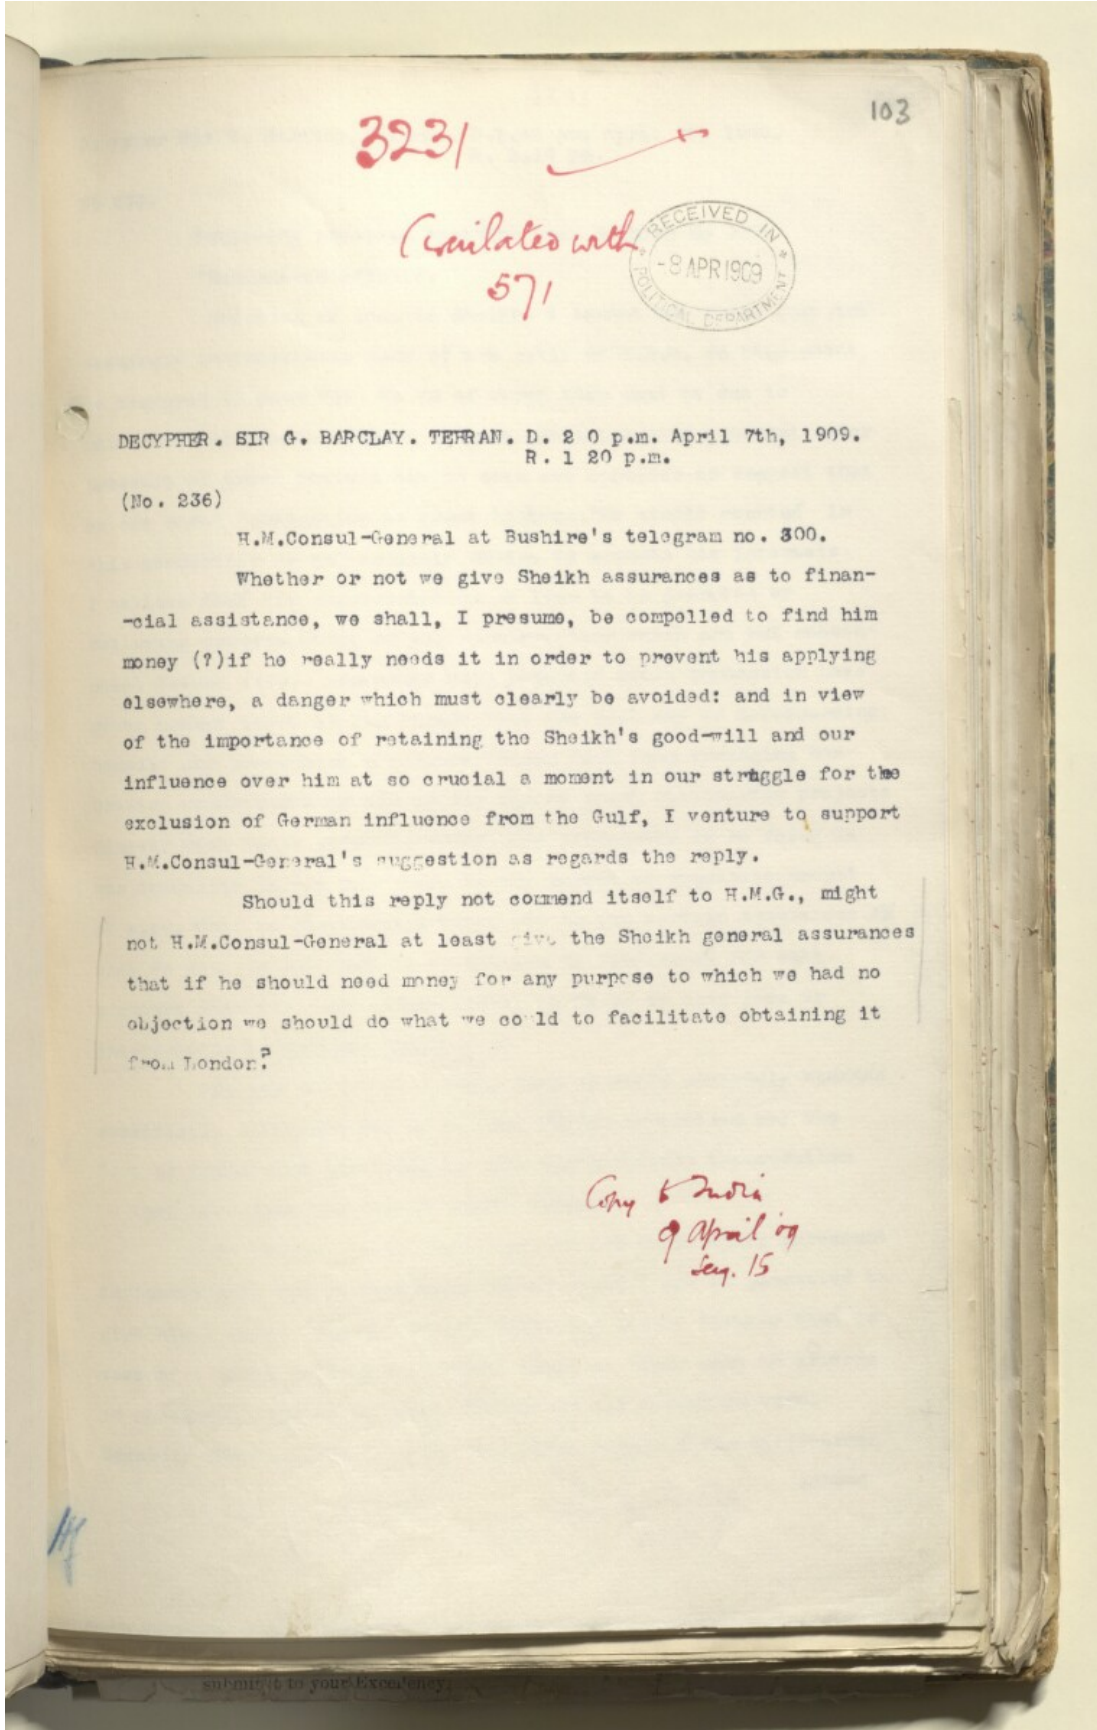 103
3231
Circulated with
571
RECEIVED IN
-8 APR 1909
POLITICAL DEPARTMENT
DECYPHER. SIR G. BARCLAY. TEHRAN. D. 2 0 p.m. April 7th, 1909.
R. 1 20 p.m.
(No. 236)
H.M.Consul-General at Bushire's telegram no. 300.
Whether or not we give Sheikh assurances as to finan-
-cial assistance, we shall, I presume, be compelled to find him
money (?)if he really needs it in order to prevent his applying
elsewhere, a danger which must clearly be avoided: and in view
of the importance of retaining the Sheikh's good-will and our
influence over him at so crucial a moment in our struggle for the
exclusion of German influence from the Gulf, I venture to support
H.M.Consul-General's suggestion as regards the reply.
Should this reply not commend itself to H.M.G., might
not H.M.Consul-General at least give the Sheikh general assurances
that if he should need money for any purpose to which we had no
objection we should do what we could to facilitate obtaining it
from London?
Copy to India
9 April '09
Sey. 15
submit it to your Excellency,